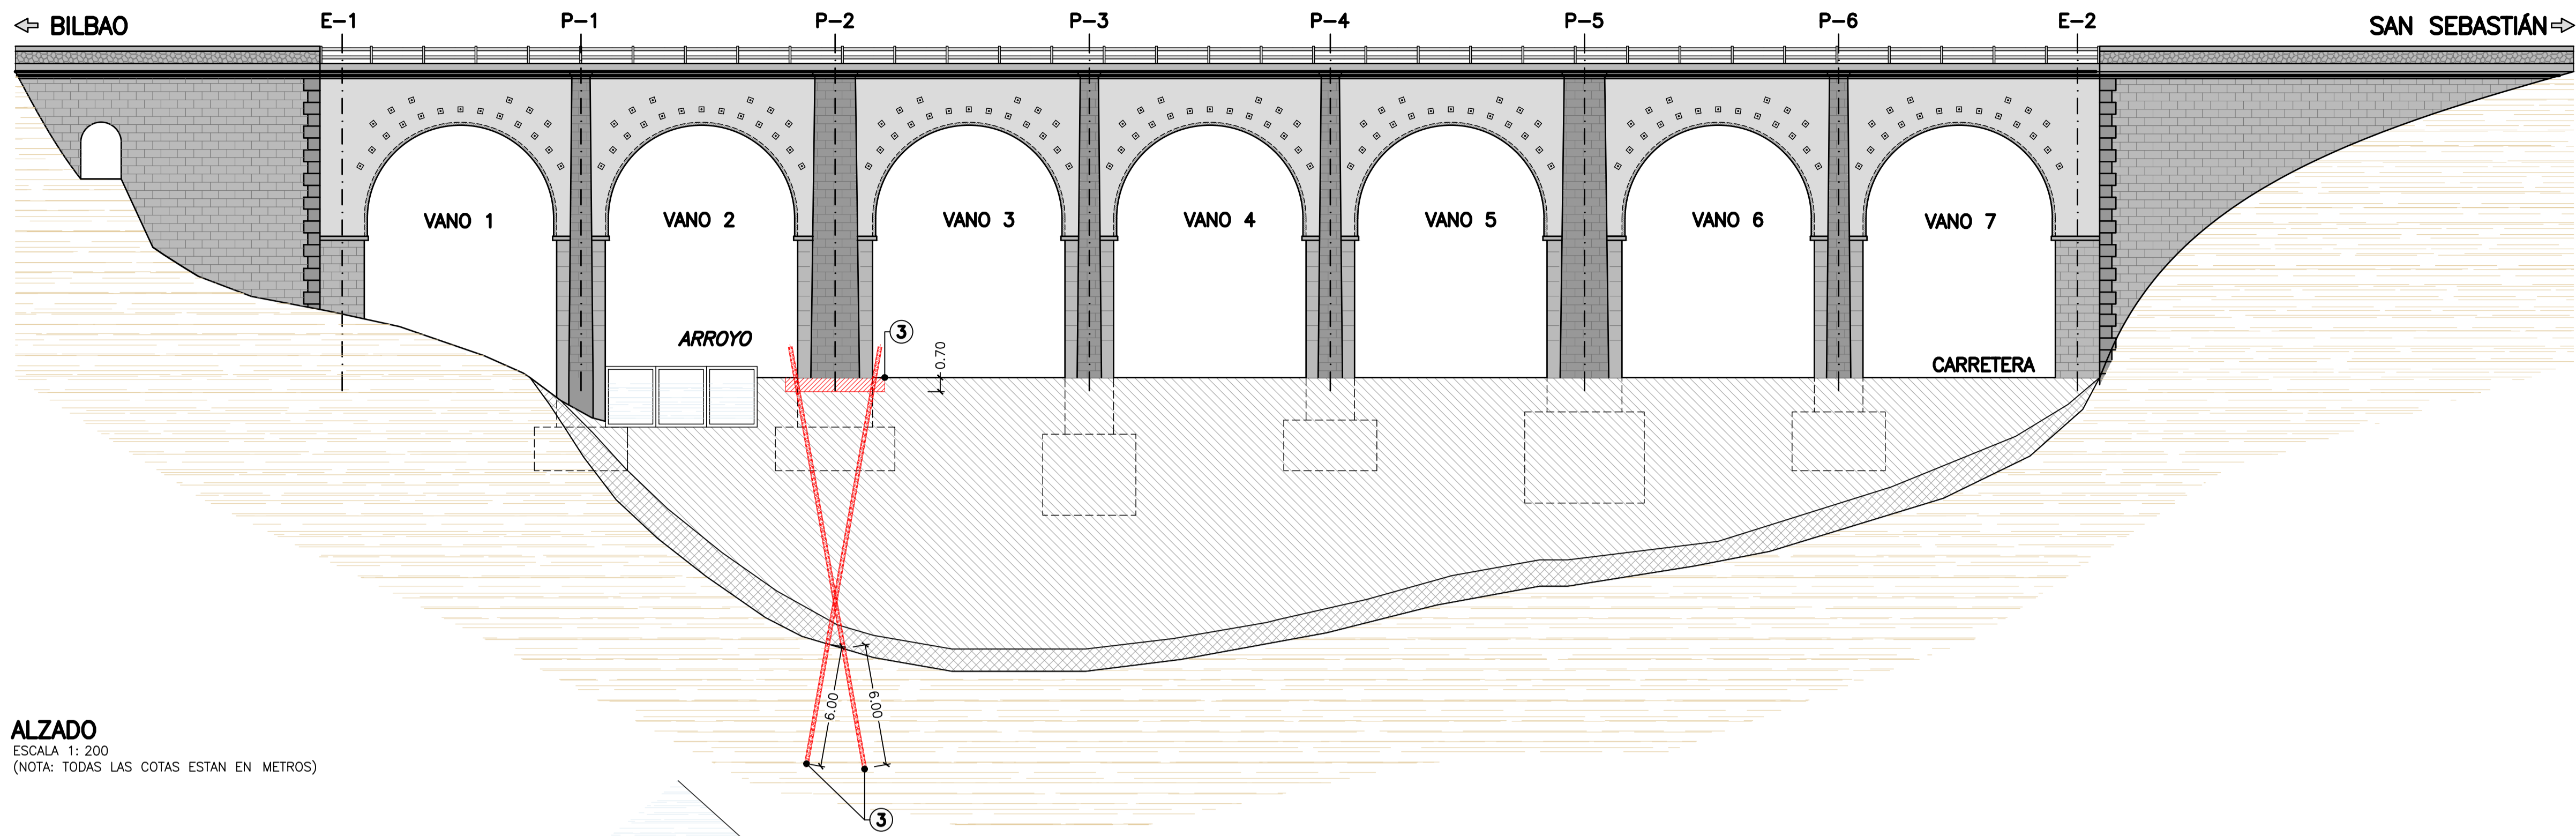 BILBAO
E-1
P-1
P-2
P-3
P-4
P-5
P-6
E-2
SAN SEBASTIÁN
VANO 1
VANO 2
VANO 3
VANO 4
VANO 5
VANO 6
VANO 7
ARROYO
3
0.70
CARRETERA
6.00
6.00
3
ALZADO
ESCALA 1: 200
(NOTA: TODAS LAS COTAS ESTAN EN METROS)